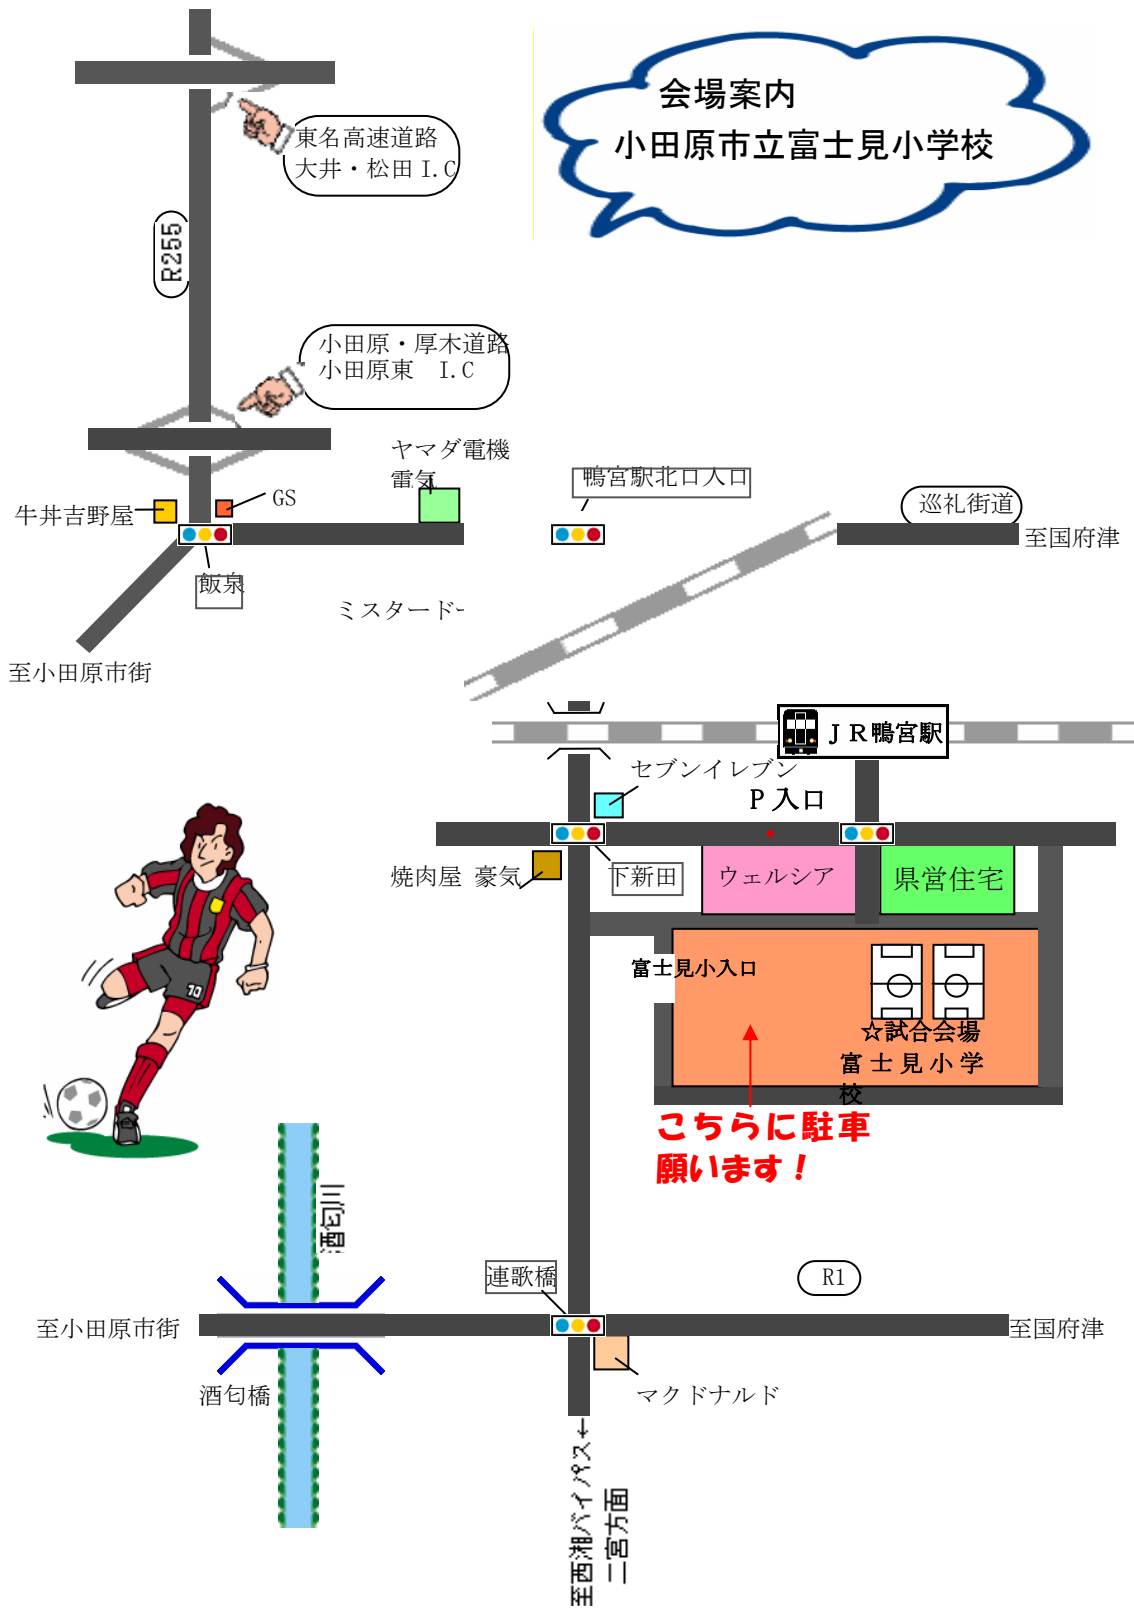 会場案内
小田原市立富士見小学校
東名高速道路
大井・松田 I.C
R255
小田原・厚木道路
小田原東　I.C
ヤマダ電機
電気
鴨宮駅北口入口
巡礼街道
牛丼吉野屋
GS
至国府津
飯泉
ミスタード
至小田原市街
ＪＲ鴨宮駅
セブンイレブン
P 入口
焼肉屋 豪気
下新田
ウェルシア
県営住宅
富士見小入口
☆試合会場
富士見小学
校
10
こちらに駐車
願います！
酒匂川
連歌橋
R1
至小田原市街
至国府津
酒匂橋
マクドナルド
至西湘バイパス←
二宮方面